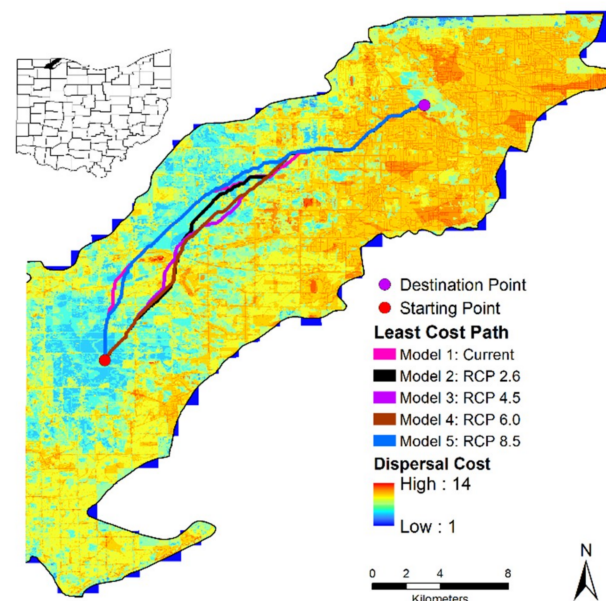 Destination Point
Starting Point
Least Cost Path
Model 1: Current
Model 2: RCP 2.6
Model 3: RCP 4.5
Model 4: RCP 6.0
Model 5: RCP 8.5
Dispersal Cost
High : 14
Low : 1
N
0 2 4 8
Kilometers